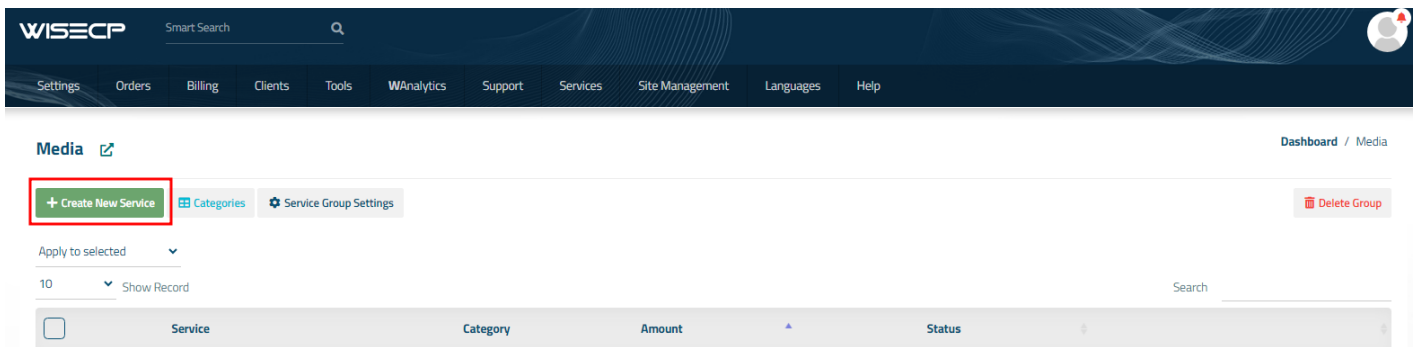 WISECP Smart Search
Settings Orders Billing Clients Tools WAnalytics Support Services Site Management Languages Help
Media Dashboard / Media
+ Create New Service Categories Service Group Settings Delete Group
Apply to selected
10 Show Record Search
Service Category Amount Status